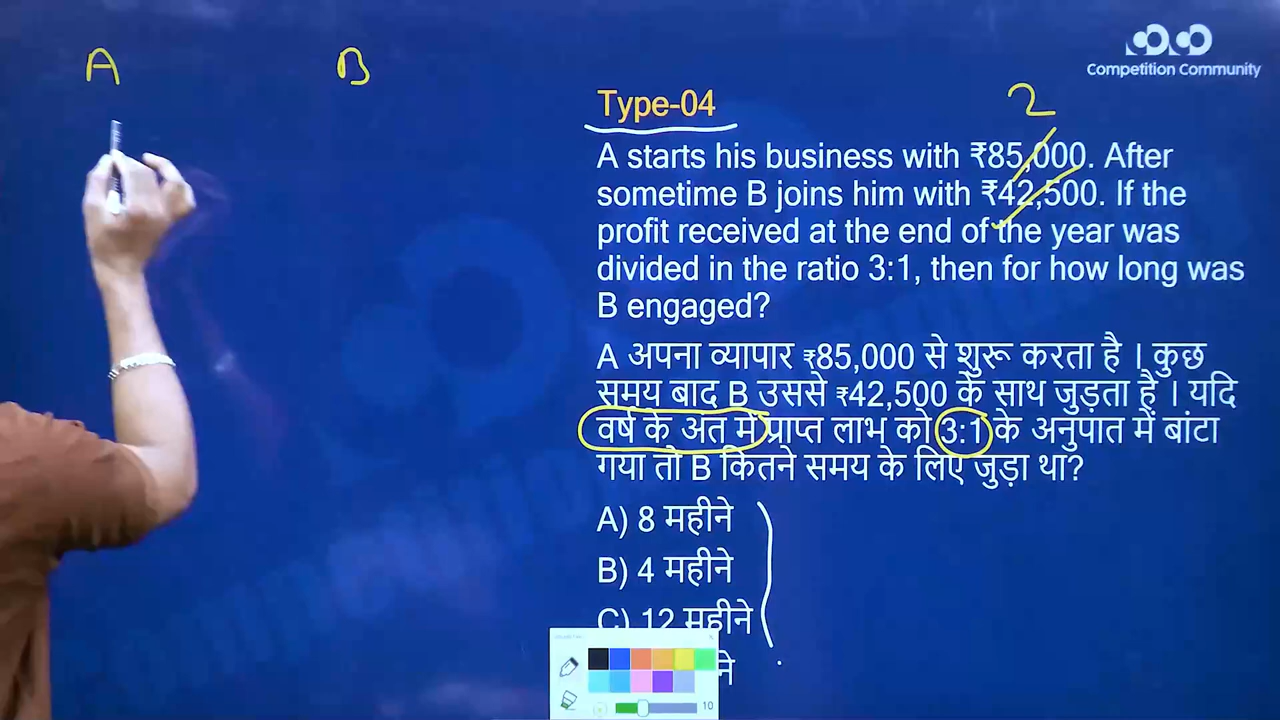 A B
Competition Community
2
Type-04
A starts his business with ₹85,000. After
sometime B joins him with ₹42,500. If the
profit received at the end of the year was
divided in the ratio 3:1, then for how long was
B engaged?
A अपना व्यापार ₹85,000 से शुरू करता है । कुछ
समय बाद B उससे ₹42,500 के साथ जुड़ता है । यदि
वर्ष के अंत में प्राप्त लाभ को 3:1 के अनुपात में बांटा
गया तो B कितने समय के लिए जुड़ा था?
A) 8 महीने
B) 4 महीने
C) 12 महीने
ने
10